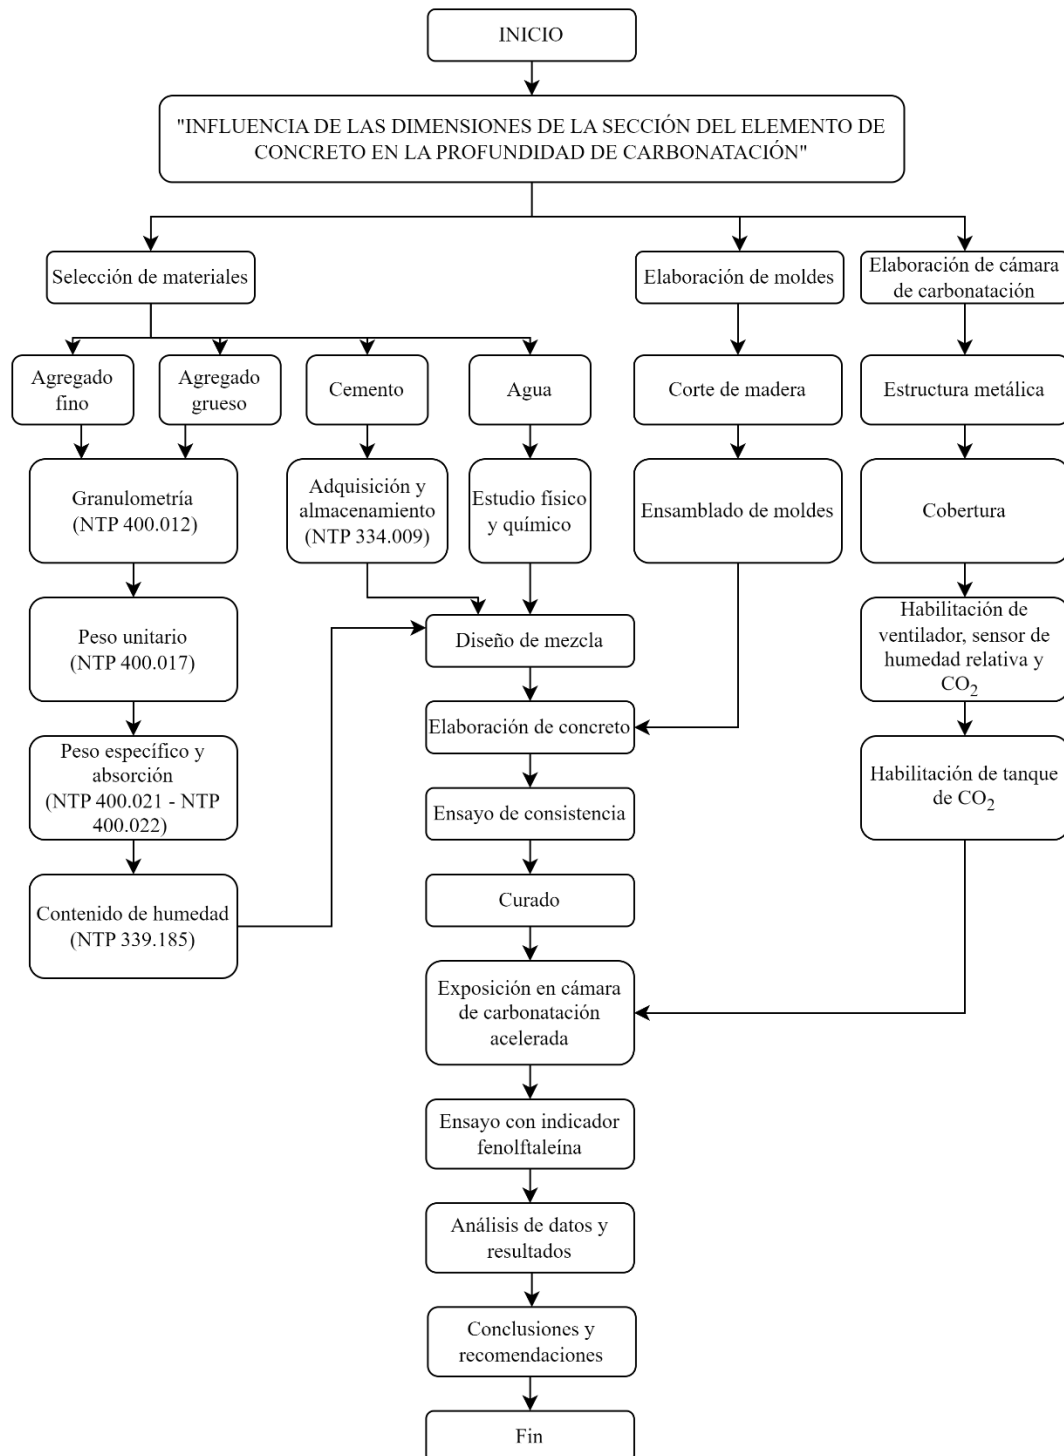 INICIO
"INFLUENCIA DE LAS DIMENSIONES DE LA SECCIÓN DEL ELEMENTO DE
CONCRETO EN LA PROFUNDIDAD DE CARBONATACIÓN"
Selección de materiales
Elaboración de moldes
Elaboración de cámara
de carbonatación
Agregado
fino
Agregado
grueso
Cemento
Agua
Corte de madera
Estructura metálica
Granulometría
(NTP 400.012)
Adquisición y
almacenamiento
(NTP 334.009)
Estudio físico
y químico
Ensamblado de moldes
Cobertura
Peso unitario
(NTP 400.017)
Diseño de mezcla
Habilitación de
ventilador, sensor de
humedad relativa y
CO₂
Elaboración de concreto
Peso específico y
absorción
(NTP 400.021 - NTP
400.022)
Habilitación de tanque
de CO₂
Ensayo de consistencia
Contenido de humedad
(NTP 339.185)
Curado
Exposición en cámara
de carbonatación
acelerada
Ensayo con indicador
fenolftaleína
Análisis de datos y
resultados
Conclusiones y
recomendaciones
Fin